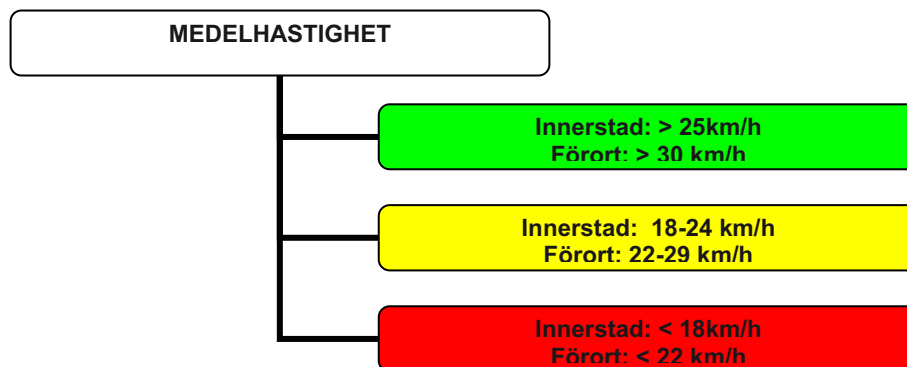 MEDELHASTIGHET
Innerstad: > 25km/h
Förort: > 30 km/h
Innerstad:  18-24 km/h
Förort: 22-29 km/h
Innerstad: < 18km/h
Förort: < 22 km/h